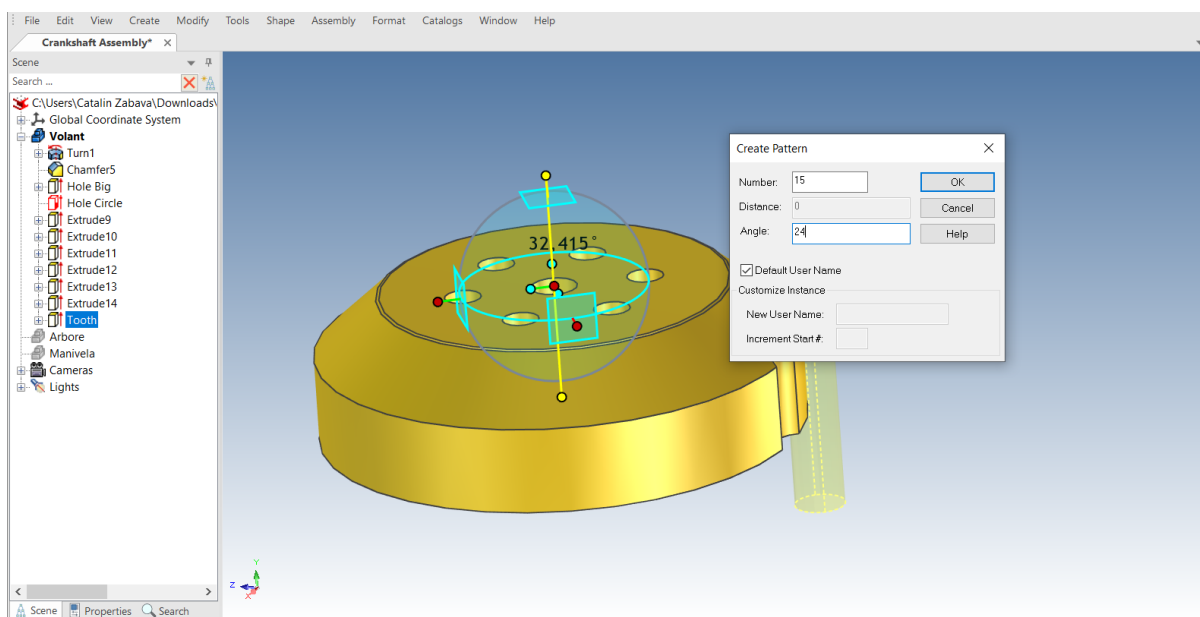 File Edit View Create Modify Tools Shape Assembly Format Catalogs Window Help
Crankshaft Assembly*
Scene
Search ...
C:\Users\Catalin Zabava\Downloads\
Global Coordinate System
Volant
Turn1
Chamfer5
Hole Big
Hole Circle
Extrude9
Extrude10
Extrude11
Extrude12
Extrude13
Extrude14
Tooth
Arbore
Manivela
Cameras
Lights
Scene Properties Search
32.415°
Y
Z
X
Create Pattern
Number: 15 OK
Distance: 0 Cancel
Angle: 24 Help
Default User Name
Customize Instance
New User Name:
Increment Start #: